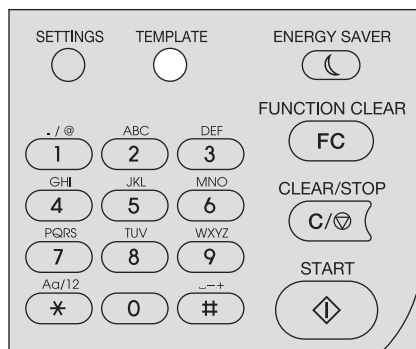 SETTINGS TEMPLATE ENERGY SAVER
FUNCTION CLEAR
FC
. / @ ABC DEF
1 2 3
GHI JKL MNO
4 5 6
CLEAR/STOP
C/
PQRS TUV WXYZ
7 8 9
START
Aa/12 ⎵–+
* 0 #